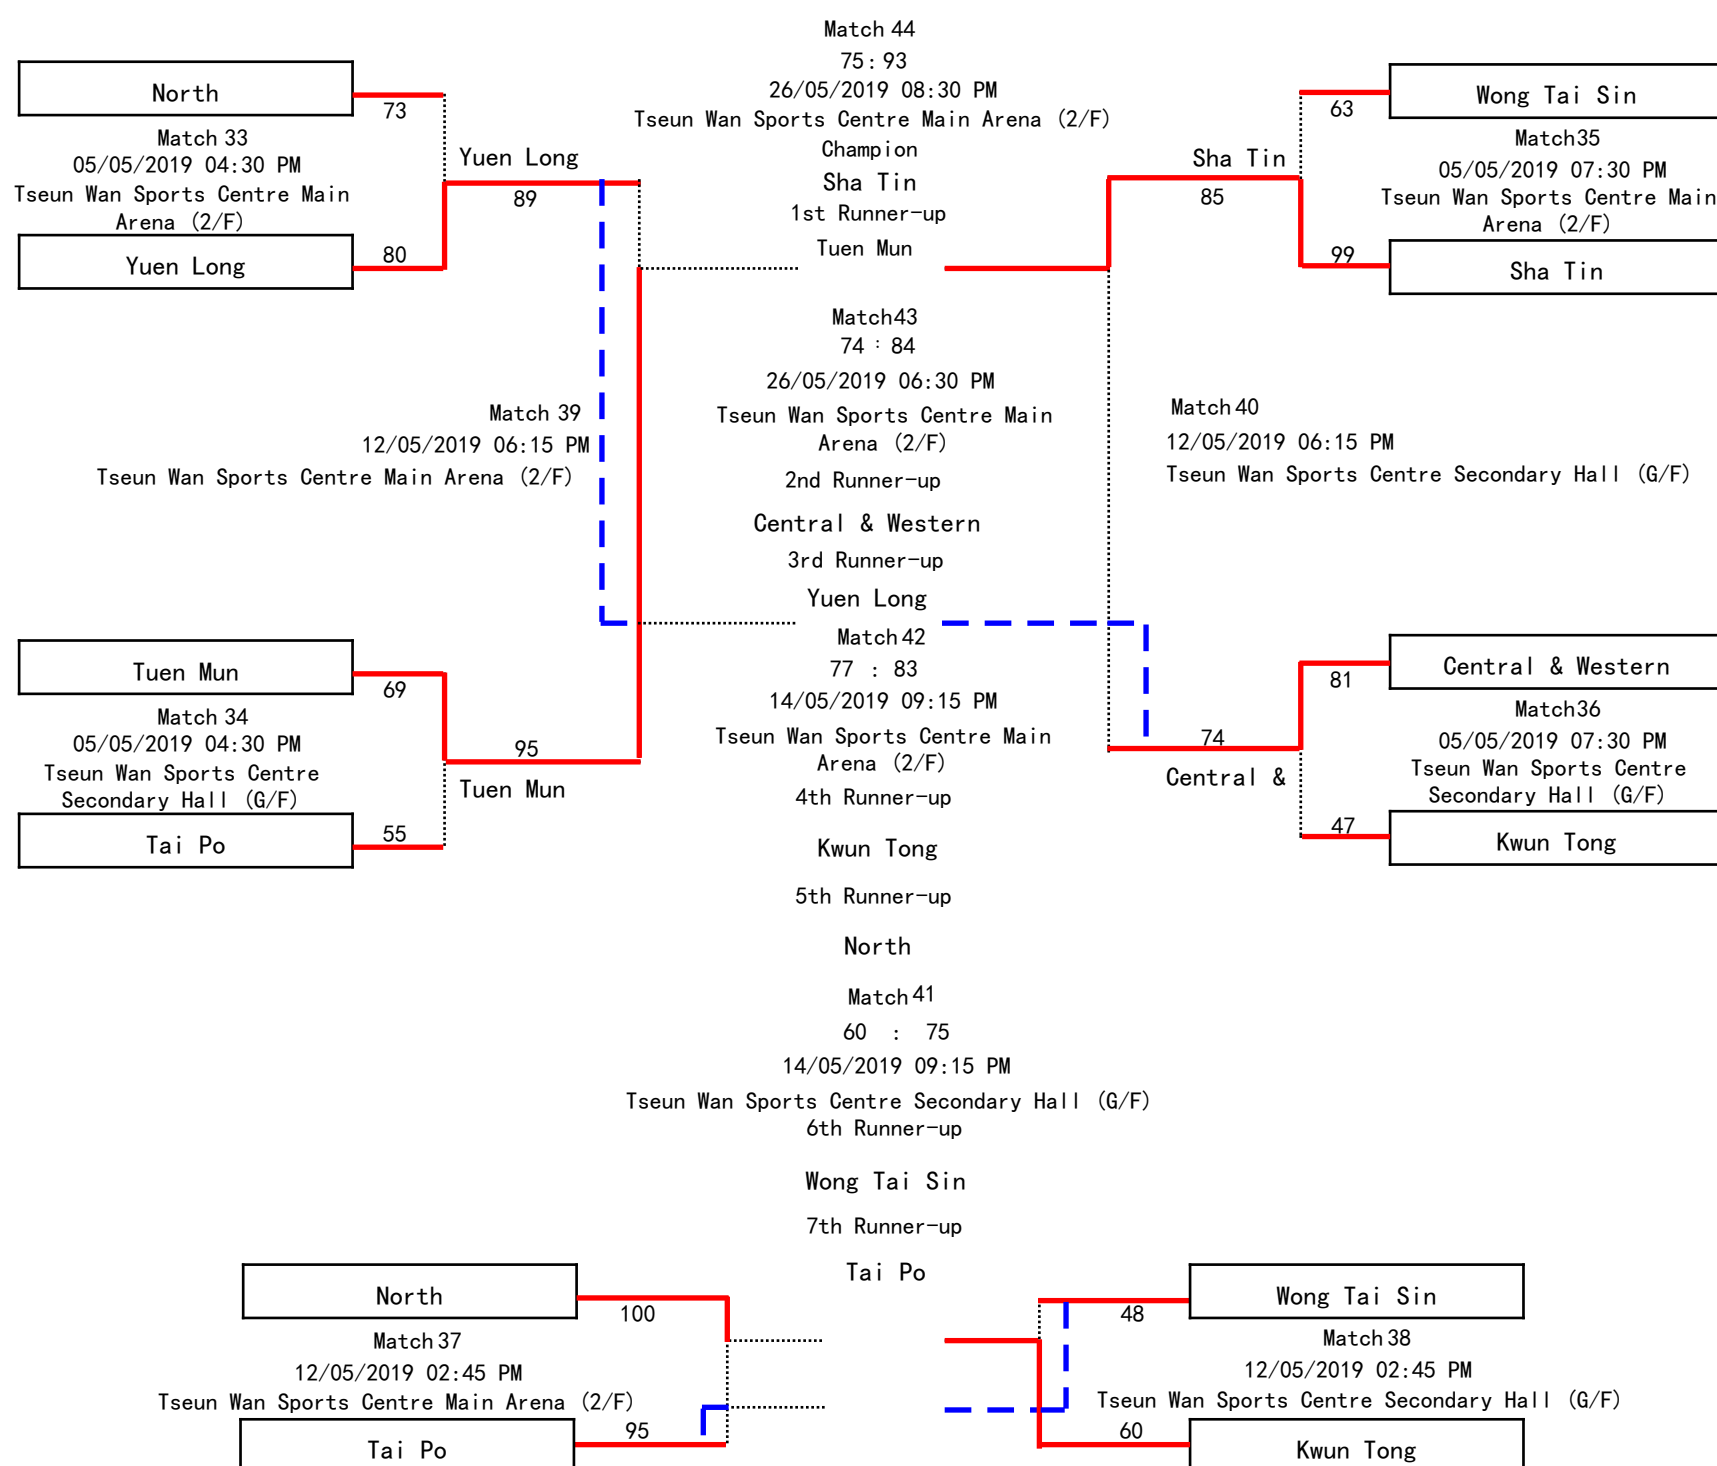 North
73
Match 33
05/05/2019 04:30 PM
Tseun Wan Sports Centre Main
Arena (2/F)
80
Yuen Long
Yuen Long
89
Match 39
12/05/2019 06:15 PM
Tseun Wan Sports Centre Main Arena (2/F)
Tuen Mun
69
Match 34
05/05/2019 04:30 PM
Tseun Wan Sports Centre
Secondary Hall (G/F)
55
Tai Po
95
Tuen Mun
Match 44
75 : 93
26/05/2019 08:30 PM
Tseun Wan Sports Centre Main Arena (2/F)
Champion
Sha Tin
1st Runner-up
Tuen Mun
Match43
74 : 84
26/05/2019 06:30 PM
Tseun Wan Sports Centre Main
Arena (2/F)
2nd Runner-up
Central & Western
3rd Runner-up
Yuen Long
Match 42
77 : 83
14/05/2019 09:15 PM
Tseun Wan Sports Centre Main
Arena (2/F)
4th Runner-up
Kwun Tong
5th Runner-up
North
Match 41
60 : 75
14/05/2019 09:15 PM
Tseun Wan Sports Centre Secondary Hall (G/F)
6th Runner-up
Wong Tai Sin
7th Runner-up
Tai Po
Wong Tai Sin
63
Match35
05/05/2019 07:30 PM
Tseun Wan Sports Centre Main
Arena (2/F)
99
Sha Tin
Sha Tin
85
Match 40
12/05/2019 06:15 PM
Tseun Wan Sports Centre Secondary Hall (G/F)
Central & Western
81
Match36
05/05/2019 07:30 PM
Tseun Wan Sports Centre
Secondary Hall (G/F)
47
Kwun Tong
74
Central &
North
100
Match 37
12/05/2019 02:45 PM
Tseun Wan Sports Centre Main Arena (2/F)
95
Tai Po
Wong Tai Sin
48
Match 38
12/05/2019 02:45 PM
Tseun Wan Sports Centre Secondary Hall (G/F)
60
Kwun Tong